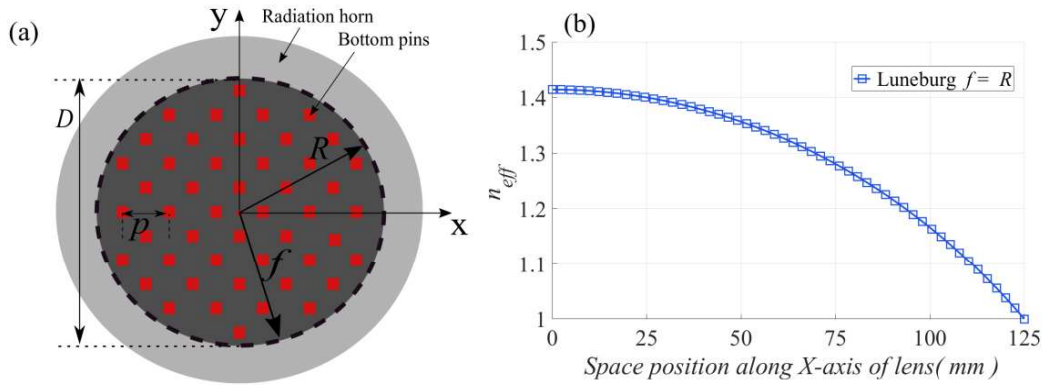 (a)
y
Radiation horn
Bottom pins
D
R
p
x
f
(b)
1.5
1.4
1.3
1.2
1.1
1
n_eff
Luneburg f = R
0 25 50 75 100 125
Space position along X-axis of lens( mm )